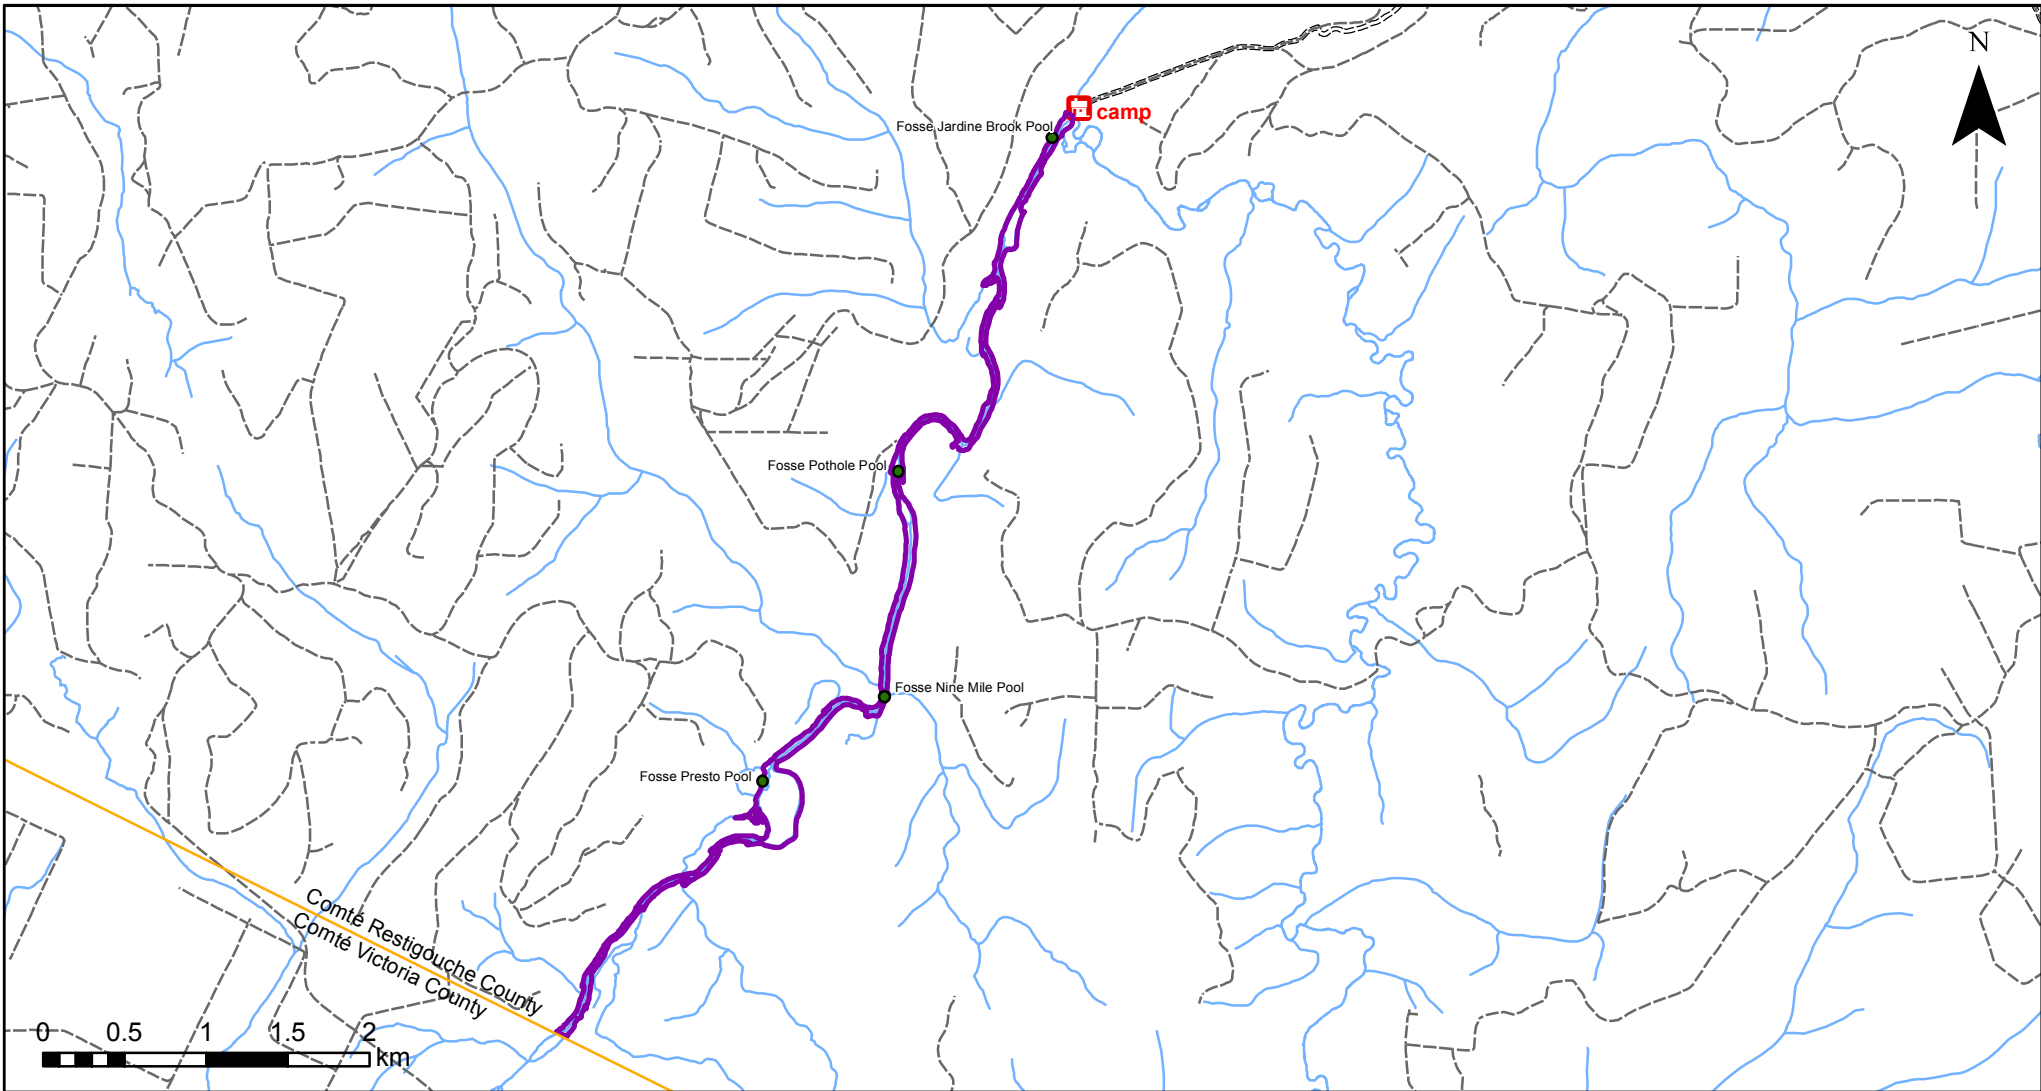 N
camp
Fosse Jardine Brook Pool
Fosse Pothole Pool
Fosse Nine Mile Pool
Fosse Presto Pool
Comté Restigouche County
Comté Victoria County
0 0.5 1 1.5 2
km